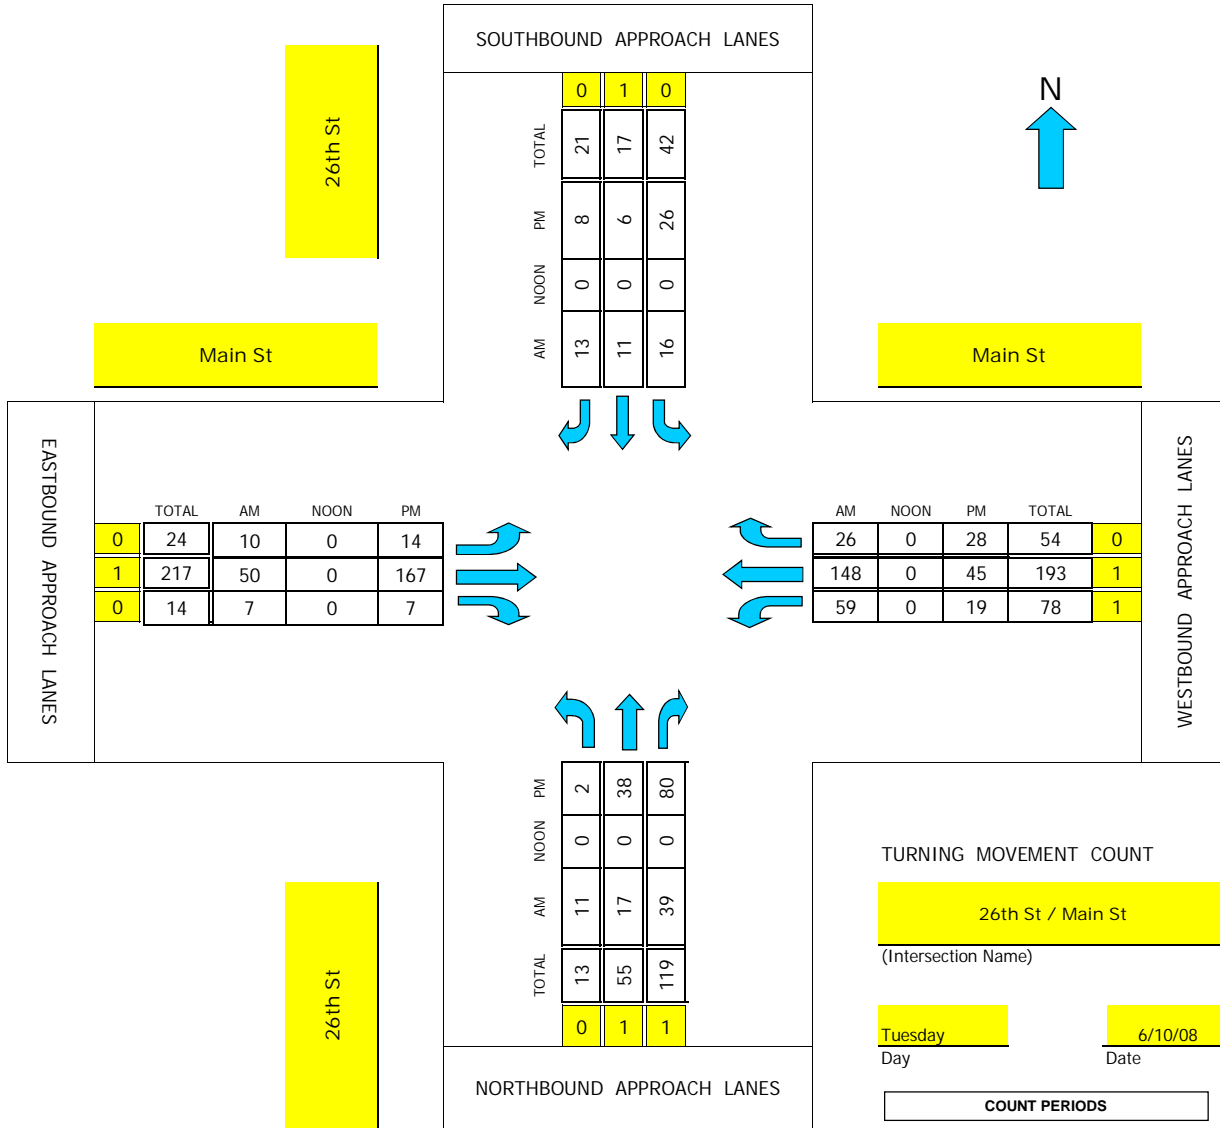 SOUTHBOUND APPROACH LANES
0 1 0
N
26th St
TOTAL 21 17 42
PM 8 6 26
NOON 0 0 0
AM 13 11 16
Main St
Main St
EASTBOUND APPROACH LANES
TOTAL AM NOON PM
0 24 10 0 14
1 217 50 0 167
0 14 7 0 7
AM NOON PM TOTAL
26 0 28 54 0
148 0 45 193 1
59 0 19 78 1
WESTBOUND APPROACH LANES
PM 2 38 80
NOON 0 0 0
AM 11 17 39
TOTAL 13 55 119
0 1 1
NORTHBOUND APPROACH LANES
26th St
TURNING MOVEMENT COUNT
26th St / Main St
(Intersection Name)
Tuesday 6/10/08
Day Date
COUNT PERIODS